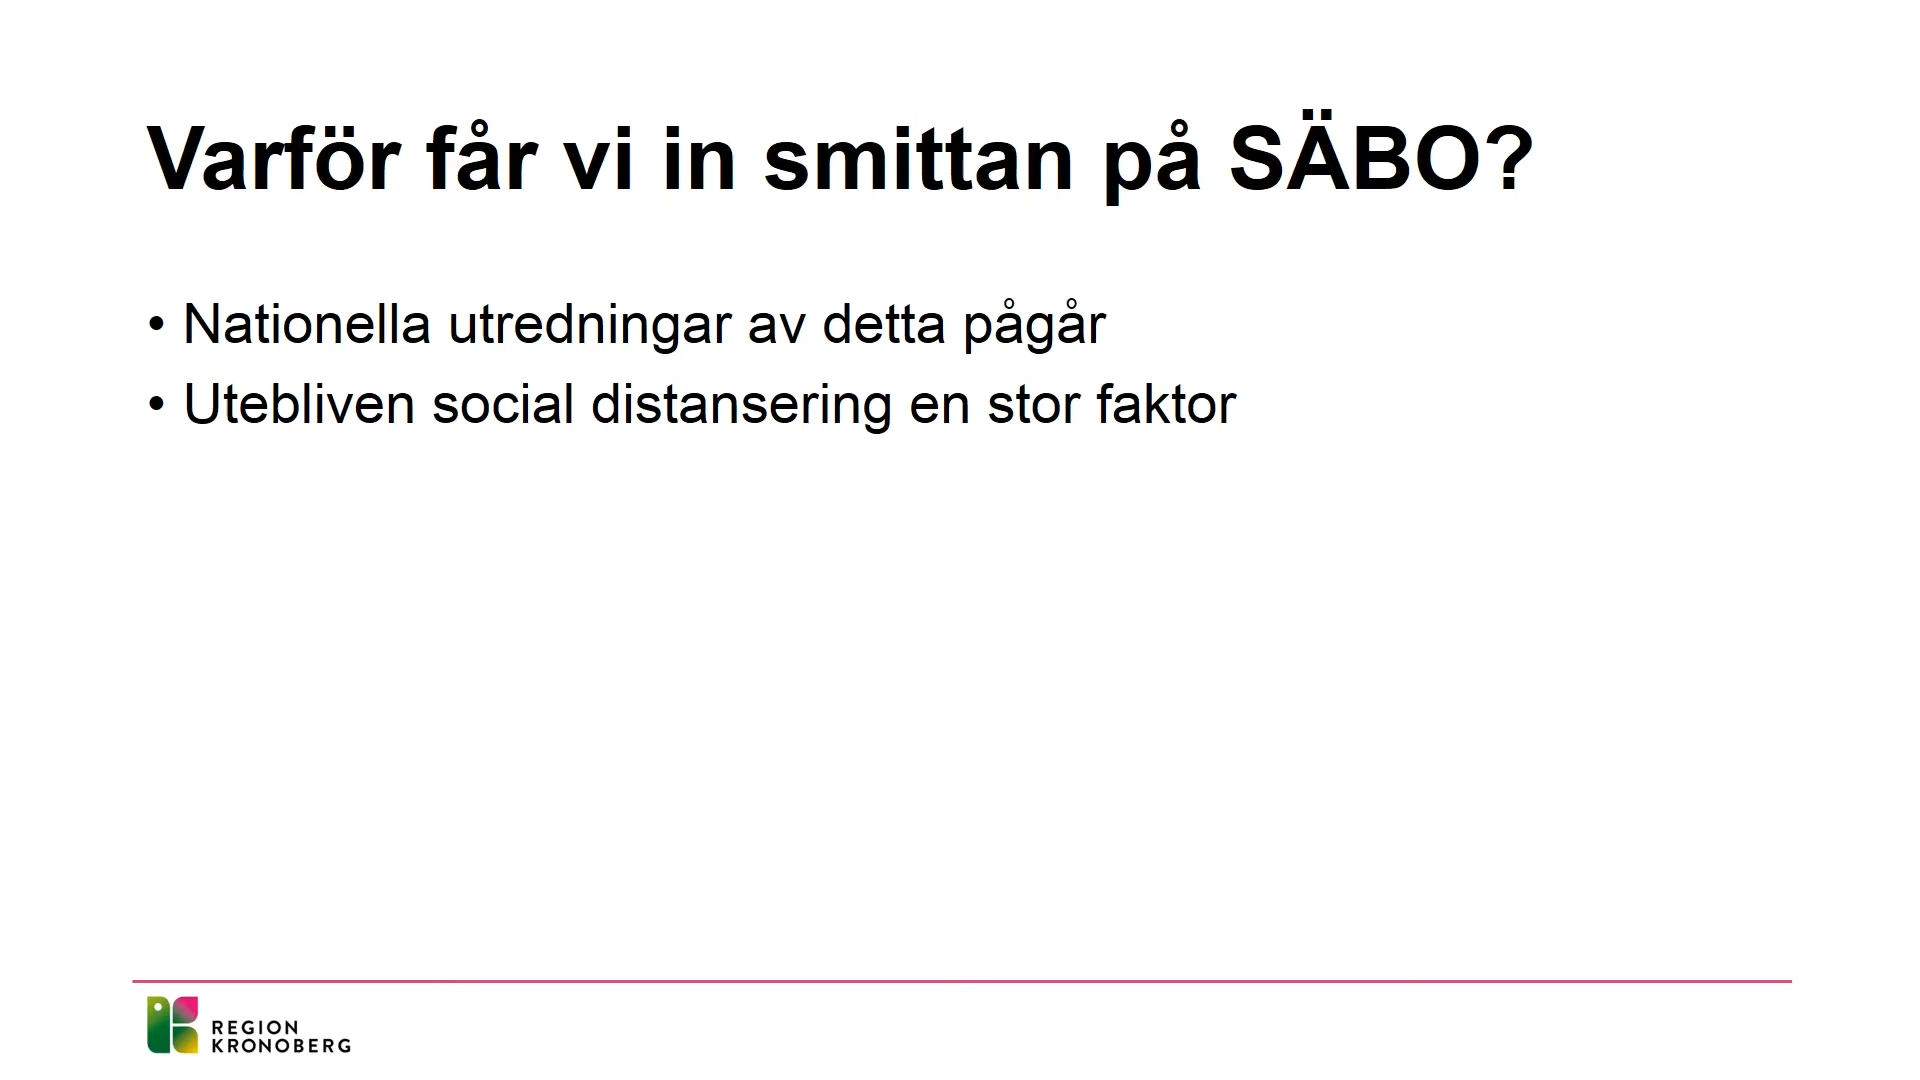 Varför får vi in smittan på SÄBO?
• Nationella utredningar av detta pågår
• Utebliven social distansering en stor faktor
REGION
KRONOBERG